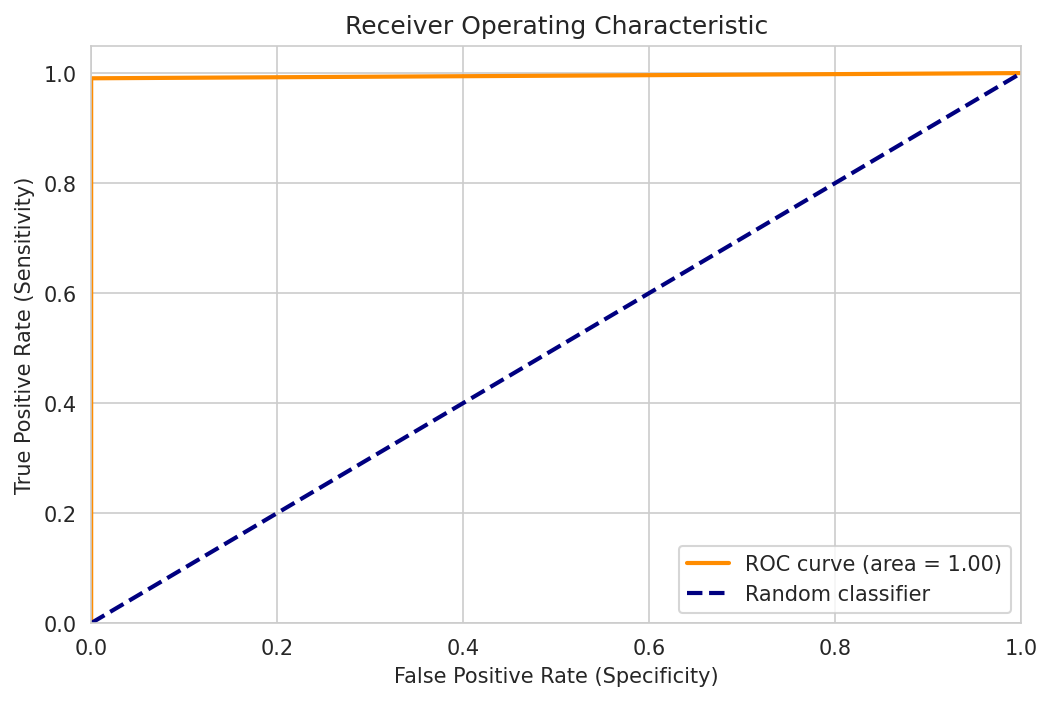 Receiver Operating Characteristic
1.0
0.8
0.6
0.4
0.2
0.0
True Positive Rate (Sensitivity)
ROC curve (area = 1.00)
Random classifier
0.0 0.2 0.4 0.6 0.8 1.0
False Positive Rate (Specificity)